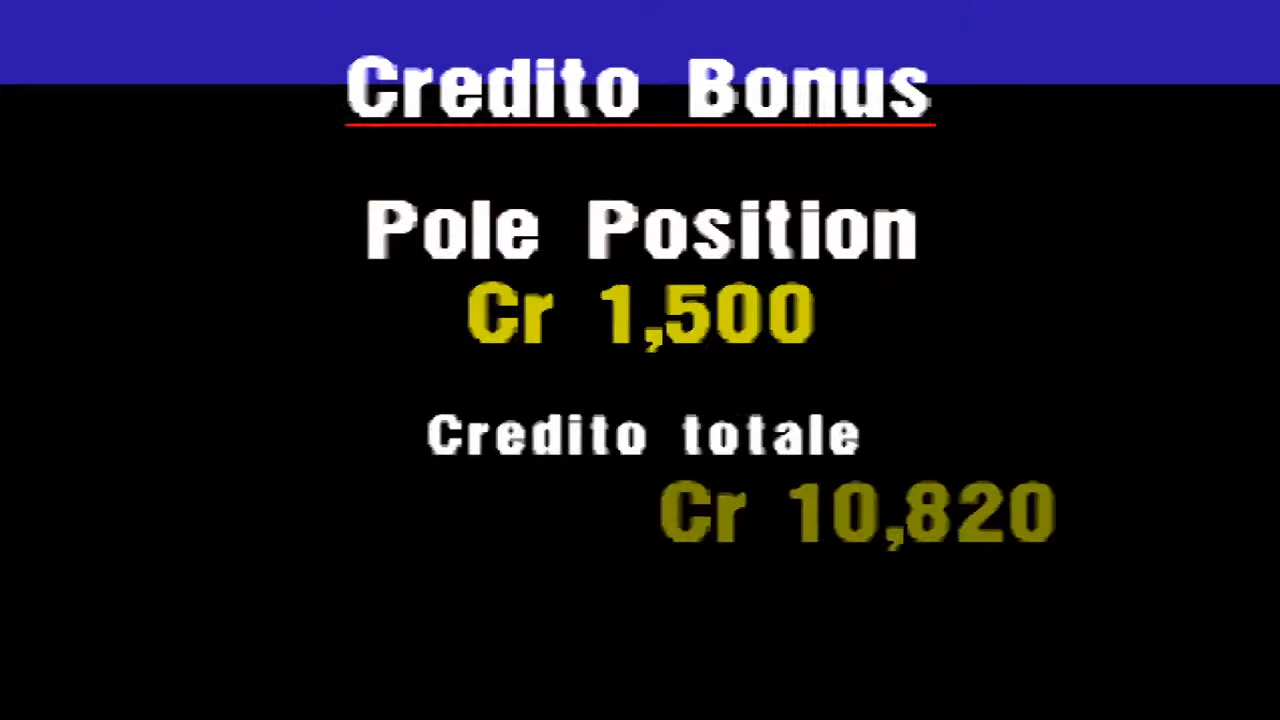 Credito Bonus
Pole Position
Cr 1,500
Credito totale
Cr 10,820